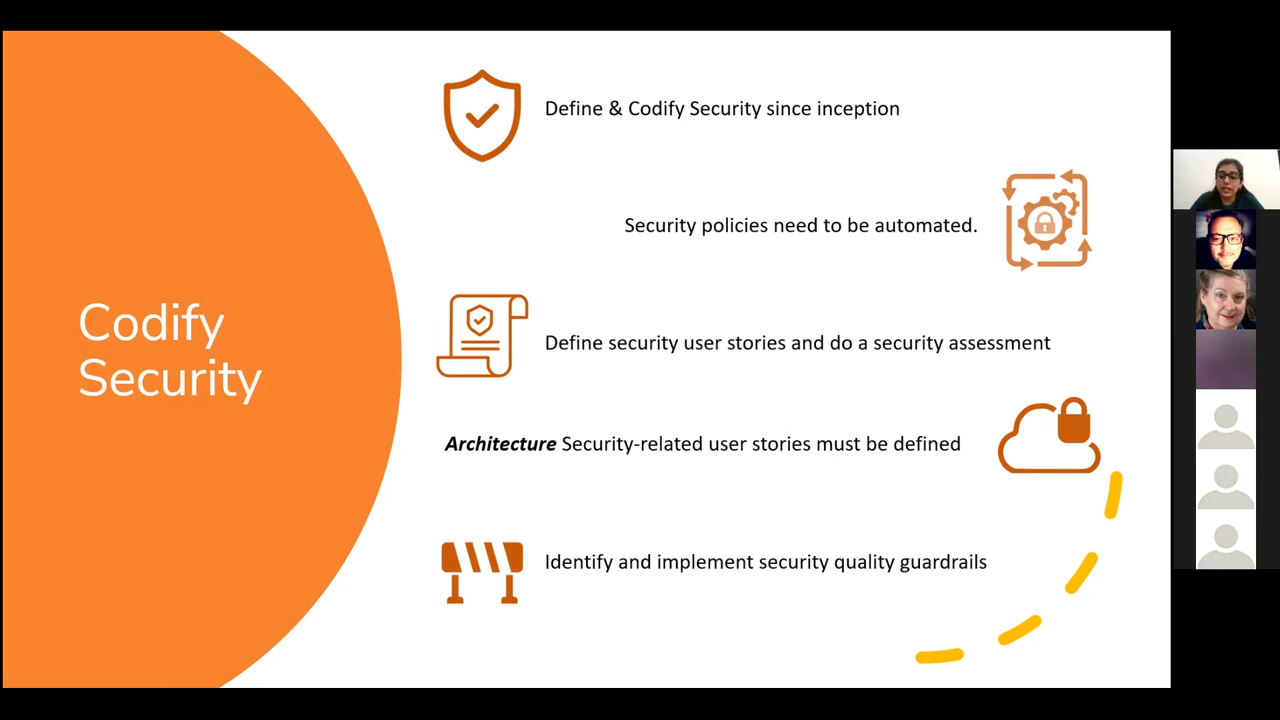 Codify
Security
Define & Codify Security since inception
Security policies need to be automated.
Define security user stories and do a security assessment
Architecture Security-related user stories must be defined
Identify and implement security quality guardrails